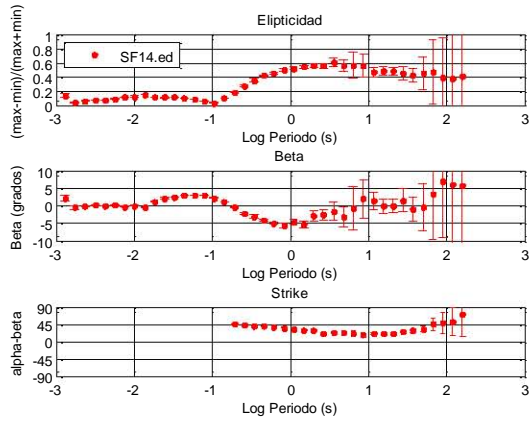 Elipticidad
(max-min)/(max+min)
1
0.8
0.6
0.4
0.2
0
SF14.ed
-3 -2 -1 0 1 2 3
Log Periodo (s)
Beta
Beta (grados)
10
5
0
-5
-10
-3 -2 -1 0 1 2 3
Log Periodo (s)
Strike
alpha-beta
90
45
0
-45
-90
-3 -2 -1 0 1 2 3
Log Periodo (s)